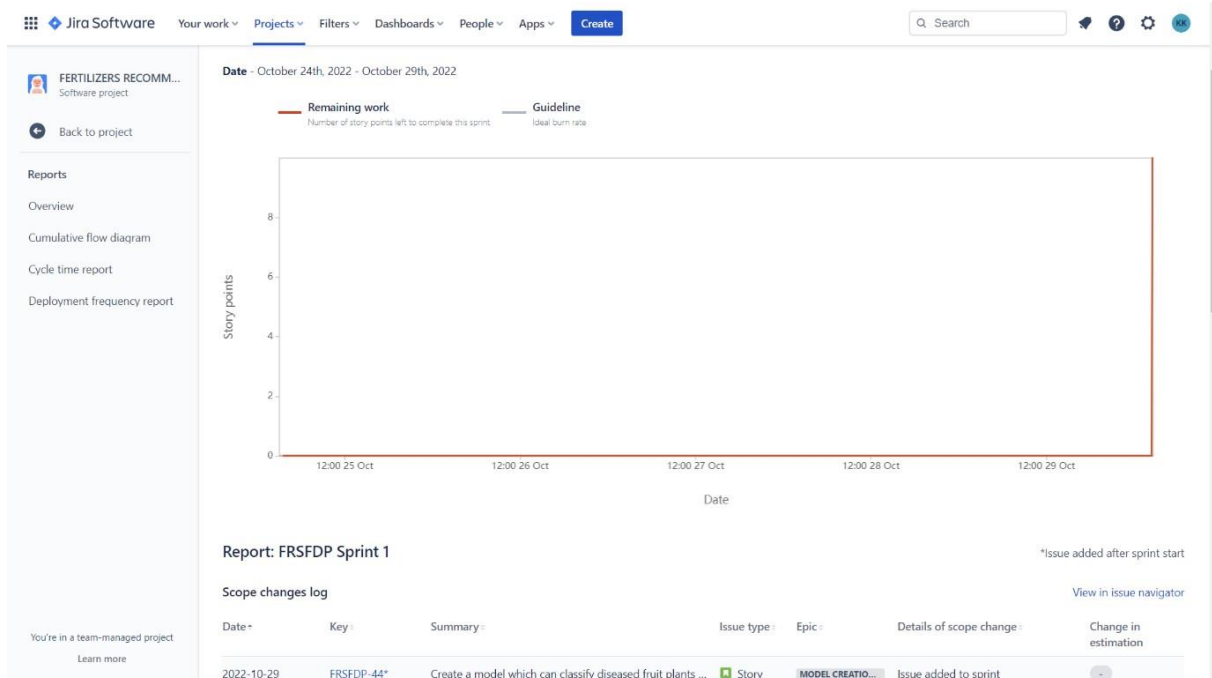 Jira Software Your work Projects Filters Dashboards People Apps Create Search KK
FERTILIZERS RECOMM...
Software project
Back to project
Reports
Overview
Cumulative flow diagram
Cycle time report
Deployment frequency report
You're in a team-managed project
Learn more
Date - October 24th, 2022 - October 29th, 2022
Remaining work
Number of story points left to complete this sprint
Guideline
Ideal burn rate
Story points
8
6
4
2
0
12:00 25 Oct 12:00 26 Oct 12:00 27 Oct 12:00 28 Oct 12:00 29 Oct
Date
Report: FRSFDP Sprint 1
*Issue added after sprint start
Scope changes log
View in issue navigator
Date Key Summary Issue type Epic Details of scope change Change in
estimation
2022-10-29 FRSFDP-44* Create a model which can classify diseased fruit plants ... Story MODEL CREATIO... Issue added to sprint -